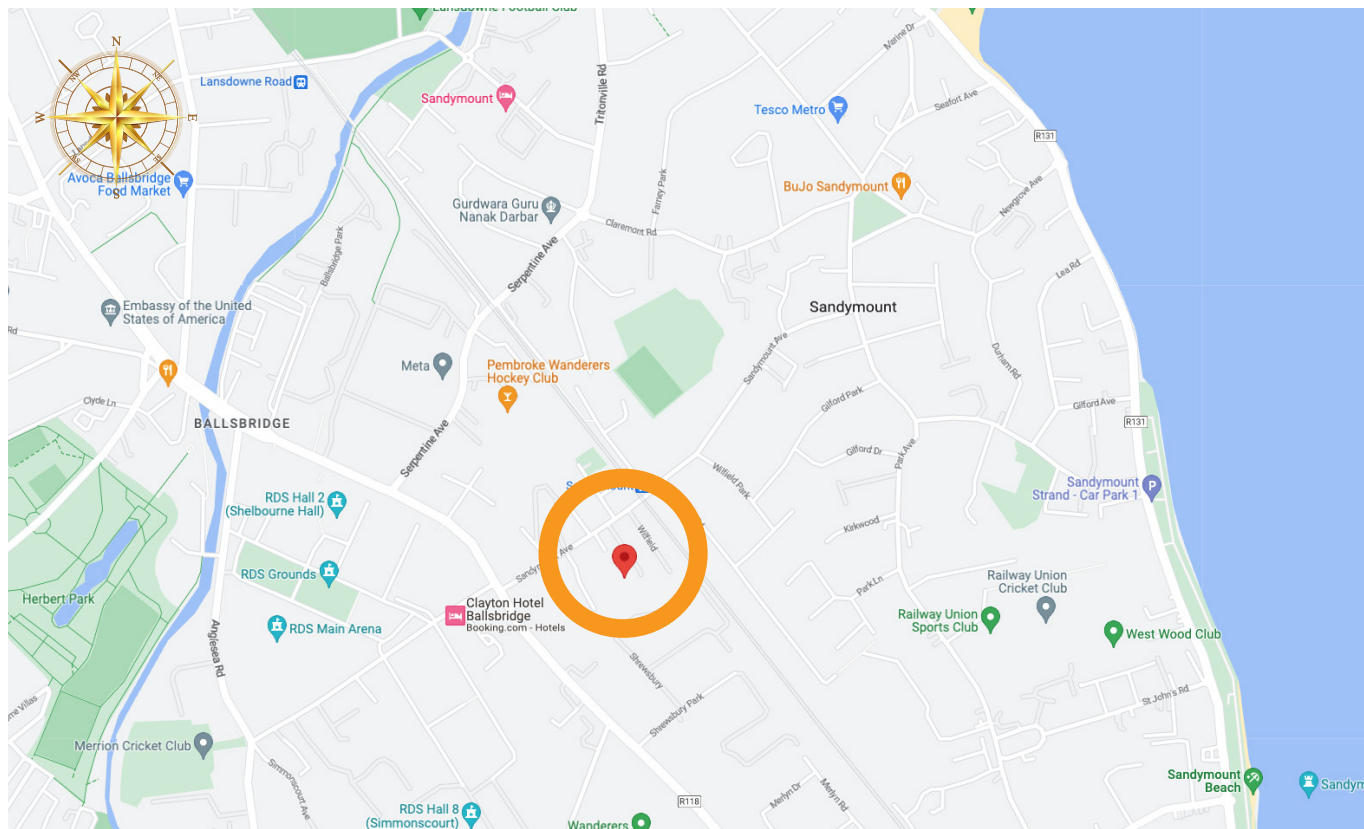 Lansdowne Football Club
N
NW
NE
W
E
S
Lansdowne Road
Sandymount
Tritonville Rd
Marine Dr
Tesco Metro
Seafort Ave
R131
Avoca Ballsbridge
Food Market
BuJo Sandymount
Newgrove Ave
Farney Park
Gurdwara Guru
Nanak Darbar
Claremont Rd
Serpentine Ave
Ballsbridge Park
Lea Rd
Embassy of the United
States of America
Sandymount
Rd
Meta
Pembroke Wanderers
Hockey Club
Sandymount Ave
Durham Rd
Clyde Ln
Gilford Park
Gilford Ave
R131
BALLSBRIDGE
Serpentine Ave
Park Ave
Gilford Dr
Wilfield Park
Sandymount
Strand - Car Park 1
P
RDS Hall 2
(Shelbourne Hall)
Wilfield
Kirkwood
RDS Grounds
Park Ln
Railway Union
Cricket Club
Herbert Park
Clayton Hotel
Ballsbridge
Booking.com - Hotels
Railway Union
Sports Club
RDS Main Arena
West Wood Club
Anglesea Rd
Shrewsbury
St John's Rd
Shrewsbury Park
Merrion Cricket Club
Simmonscourt Ave
Merlyn Dr
Merlyn Rd
Sandymount
Beach
R118
RDS Hall 8
(Simmonscourt)
Wanderers